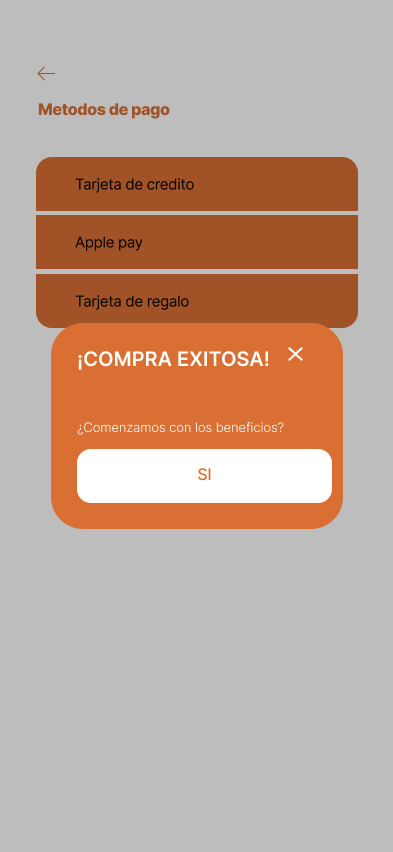 Metodos de pago
Tarjeta de credito
Apple pay
Tarjeta de regalo
¡COMPRA EXITOSA!
¿Comenzamos con los beneficios?
SI